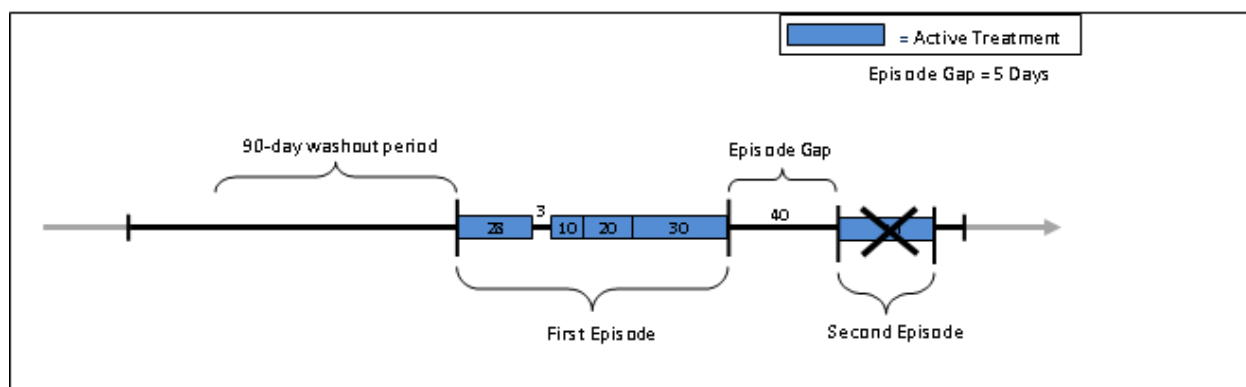 = Active Treatment
Episode Gap = 5 Days
90-day washout period
Episode Gap
3
40
28
10
20
30
First Episode
Second Episode